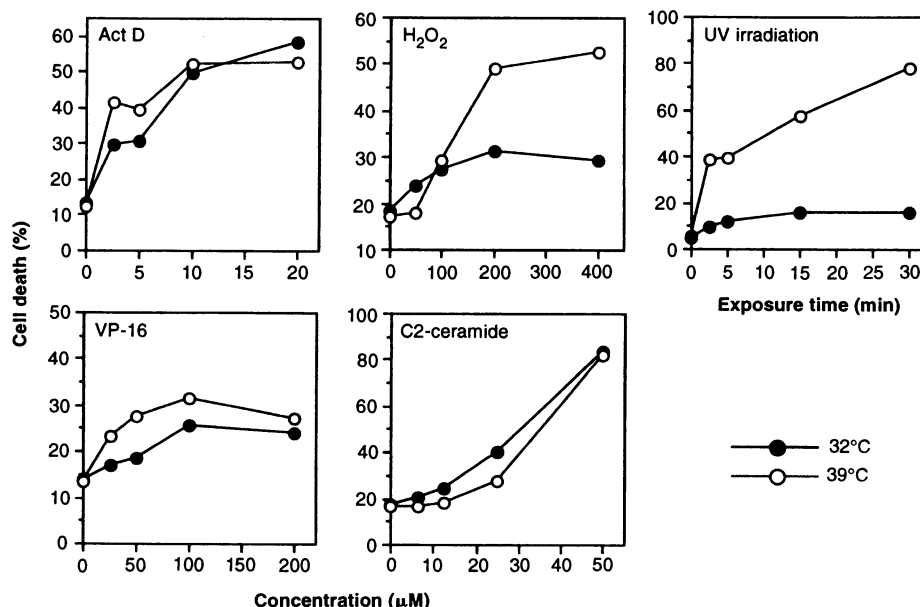 Cell death (%)
Act D
60
50
40
30
20
10
0
0 5 10 15 20
H2O2
60
50
40
30
20
10
0 100 200 300 400
UV irradiation
100
80
60
40
20
0
0 5 10 15 20 25 30
Exposure time (min)
VP-16
50
40
30
20
10
0
0 50 100 150 200
C2-ceramide
100
80
60
40
20
0
0 10 20 30 40 50
Concentration (μM)
32°C
39°C